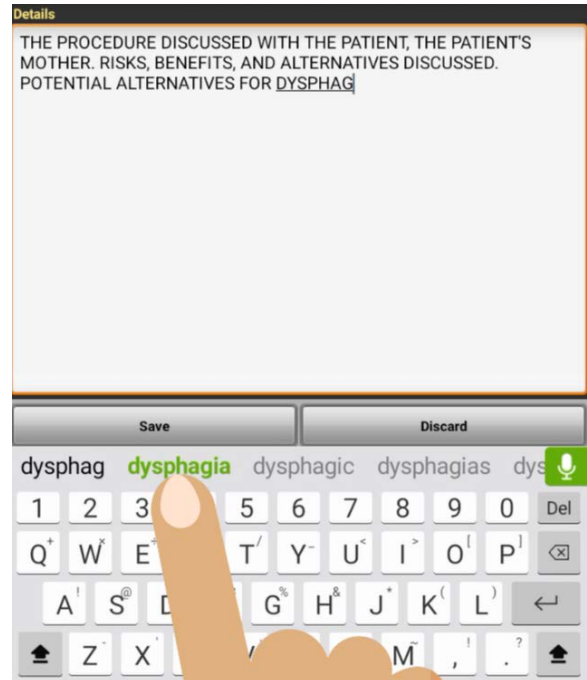 Details
THE PROCEDURE DISCUSSED WITH THE PATIENT, THE PATIENT'S
MOTHER. RISKS, BENEFITS, AND ALTERNATIVES DISCUSSED.
POTENTIAL ALTERNATIVES FOR DYSPHAG
Save Discard
dysphag dysphagia dysphagic dysphagias dys
1 2 3 5 6 7 8 9 0 Del
Q+ W× E T/ Y- U< I> O[ P]
A! S@ D G% H& J* K( L)
Z- X' M~ ,! .?